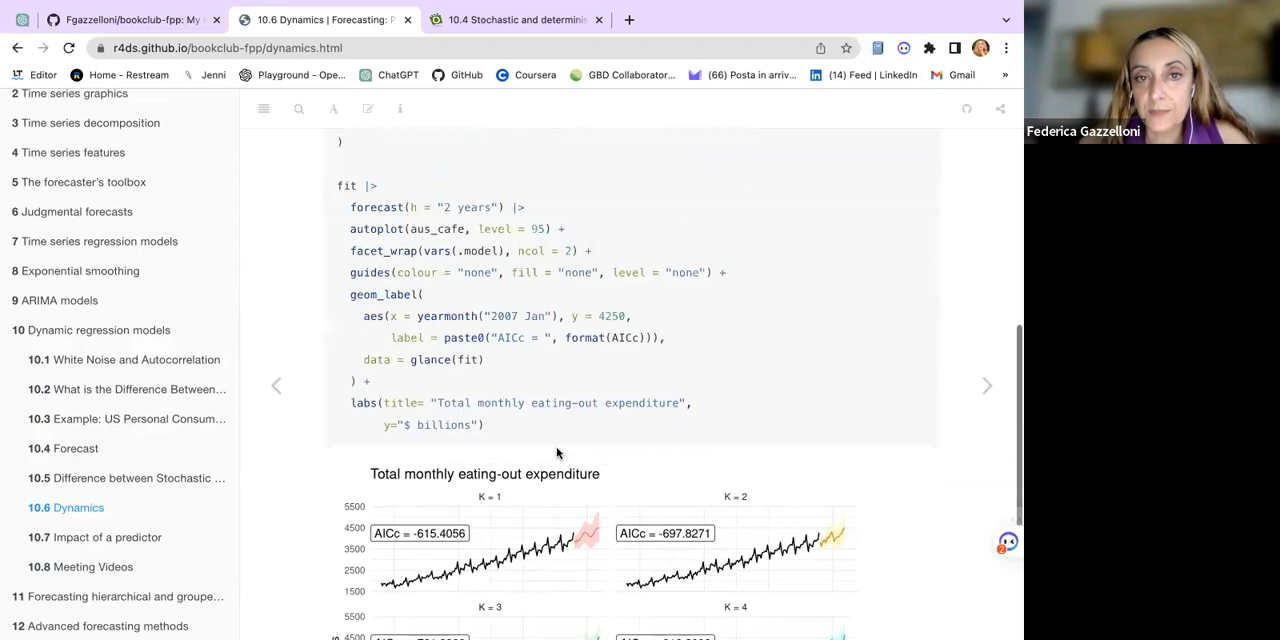 Fgazzelloni/bookclub-fpp: My
10.6 Dynamics | Forecasting: P
10.4 Stochastic and determinis
r4ds.github.io/bookclub-fpp/dynamics.html
Editor
Home - Restream
Jenni
Playground - Ope...
ChatGPT
GitHub
Coursera
GBD Collaborator...
(66) Posta in arriv...
(14) Feed | LinkedIn
Gmail
»
2 Time series graphics
3 Time series decomposition
4 Time series features
5 The forecaster's toolbox
6 Judgmental forecasts
7 Time series regression models
8 Exponential smoothing
9 ARIMA models
10 Dynamic regression models
10.1 White Noise and Autocorrelation
10.2 What is the Difference Between...
10.3 Example: US Personal Consum...
10.4 Forecast
10.5 Difference between Stochastic ...
10.6 Dynamics
10.7 Impact of a predictor
10.8 Meeting Videos
11 Forecasting hierarchical and groupe...
12 Advanced forecasting methods
)
fit |>
forecast(h = "2 years") |>
autoplot(aus_cafe, level = 95) +
facet_wrap(vars(.model), ncol = 2) +
guides(colour = "none", fill = "none", level = "none") +
geom_label(
aes(x = yearmonth("2007 Jan"), y = 4250,
label = paste0("AICc = ", format(AICc))),
data = glance(fit)
) +
labs(title= "Total monthly eating-out expenditure",
y="$ billions")
Total monthly eating-out expenditure
K = 1
K = 2
5500
4500
3500
2500
1500
AICc = -615.4056
AICc = -697.8271
K = 3
K = 4
5500
4500
2
Federica Gazzelloni